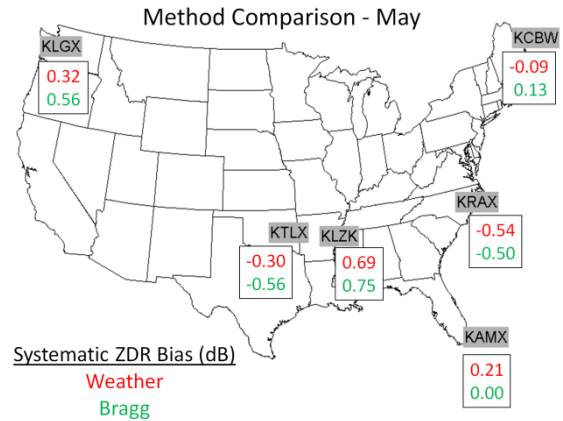 Method Comparison - May
KCBW
-0.09
0.13
KLGX
0.32
0.56
KRAX
-0.54
-0.50
KTLX
-0.30
-0.56
KLZK
0.69
0.75
KAMX
0.21
0.00
Systematic ZDR Bias (dB)
Weather
Bragg